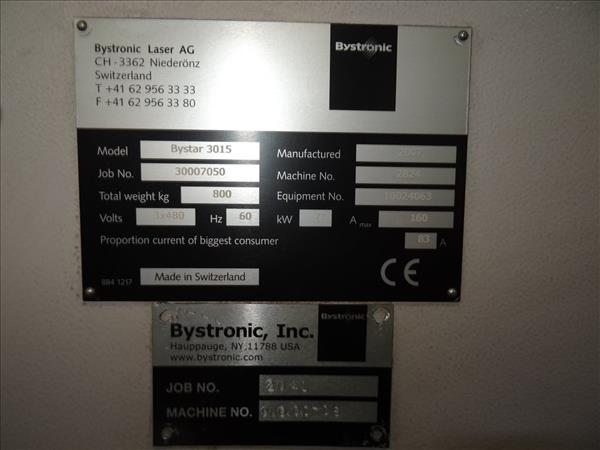 Bystronic Laser AG
CH - 3362 Niederönz
Switzerland
T +41 62 956 33 33
F +41 62 956 33 80
Bystronic
Model Bystar 3015
Job No. 30007050
Total weight kg 800
Volts 3x480 Hz 60
Manufactured
Machine No. 2824
Equipment No. 10024063
kW A max 160
Proportion current of biggest consumer 83 A
884 1217
Made in Switzerland
CE
Bystronic, Inc.
Hauppauge, NY 11788 USA
www.bystronic.com
Bystronic
JOB NO.
MACHINE NO.